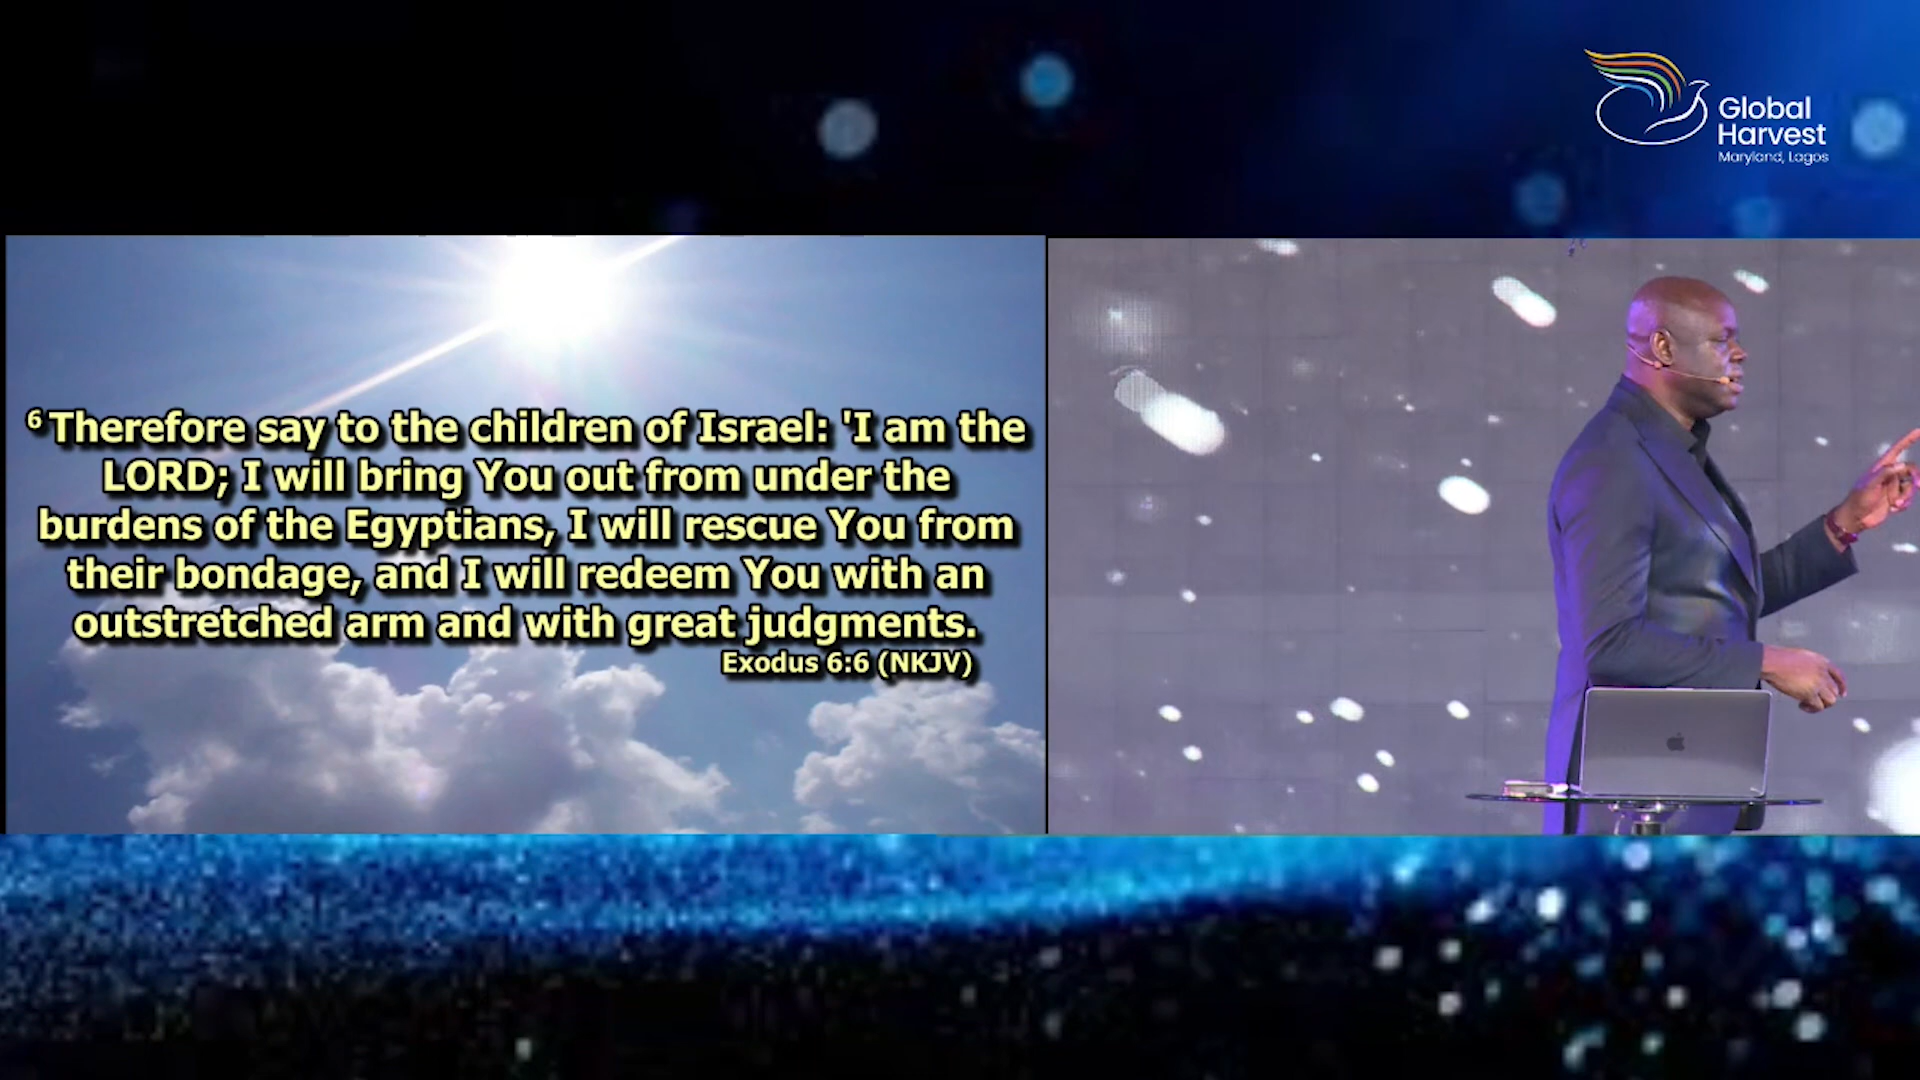 Global
Harvest
Maryland, Lagos
6 Therefore say to the children of Israel: 'I am the
LORD; I will bring You out from under the
burdens of the Egyptians, I will rescue You from
their bondage, and I will redeem You with an
outstretched arm and with great judgments.
Exodus 6:6 (NKJV)